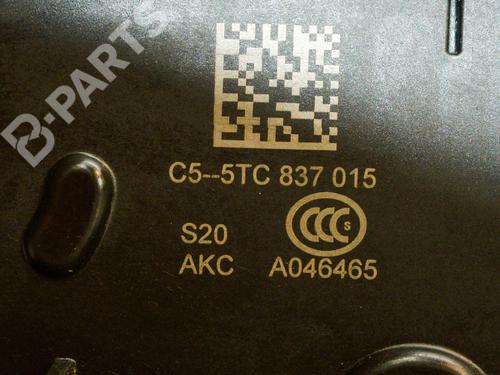 B-PARTS
C5--5TC 837 015
S20
CCC S
AKC A046465